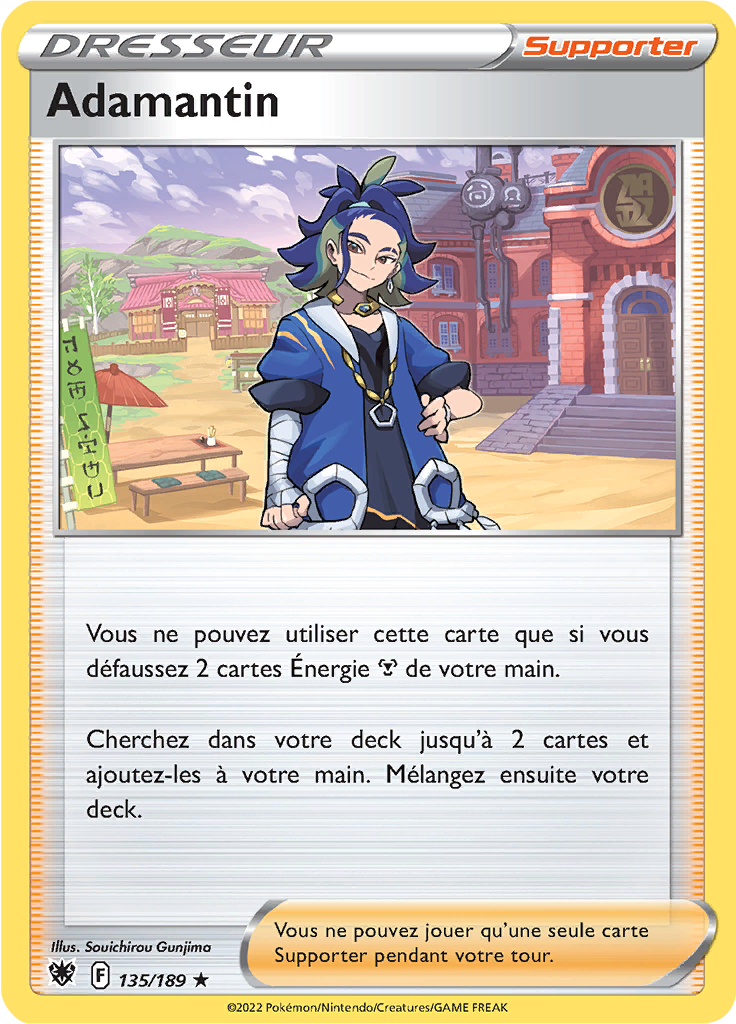 DRESSEUR
Supporter
Adamantin
Vous ne pouvez utiliser cette carte que si vous
défaussez 2 cartes Énergie de votre main.
Cherchez dans votre deck jusqu'à 2 cartes et
ajoutez-les à votre main. Mélangez ensuite votre
deck.
Illus. Souichirou Gunjima
F 135/189 ★
Vous ne pouvez jouer qu'une seule carte
Supporter pendant votre tour.
©2022 Pokémon/Nintendo/Creatures/GAME FREAK